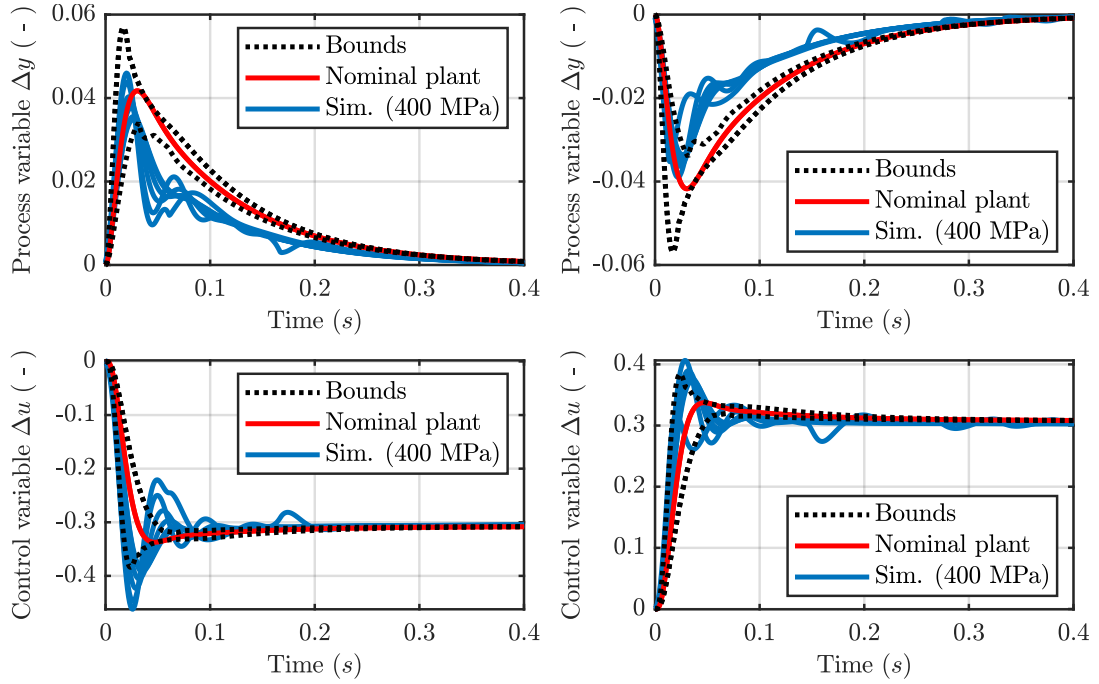 Process variable Δy ( - )
0.06
0.04
0.02
0
Bounds
Nominal plant
Sim. (400 MPa)
0 0.1 0.2 0.3 0.4
Time (s)
Process variable Δy ( - )
0
-0.02
-0.04
-0.06
Bounds
Nominal plant
Sim. (400 MPa)
0 0.1 0.2 0.3 0.4
Time (s)
Control variable Δu ( - )
0
-0.1
-0.2
-0.3
-0.4
Bounds
Nominal plant
Sim. (400 MPa)
0 0.1 0.2 0.3 0.4
Time (s)
Control variable Δu ( - )
0.4
0.3
0.2
0.1
0
Bounds
Nominal plant
Sim. (400 MPa)
0 0.1 0.2 0.3 0.4
Time (s)